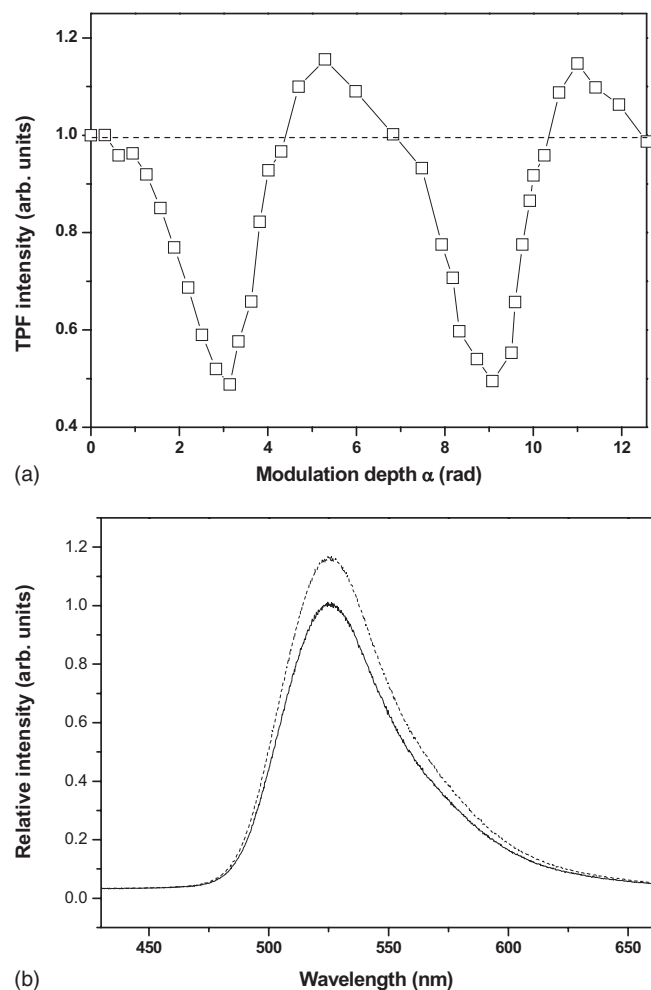 1.2
1.0
0.8
0.6
0.4
TPF intensity (arb. units)
0 2 4 6 8 10 12
Modulation depth α (rad)
(a)
1.2
1.0
0.8
0.6
0.4
0.2
0.0
Relative intensity (arb. units)
450 500 550 600 650
Wavelength (nm)
(b)